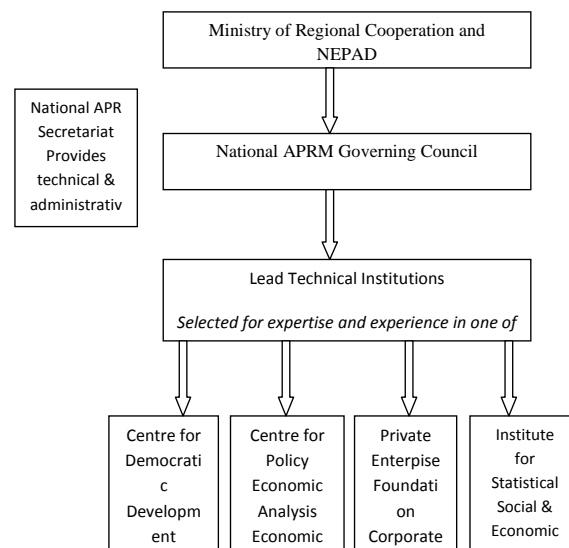 Ministry of Regional Cooperation and
NEPAD
National APR
Secretariat
Provides
technical &
administrativ
National APRM Governing Council
Lead Technical Institutions
Selected for expertise and experience in one of
Centre for
Democrati
c
Developm
ent
Centre for
Policy
Economic
Analysis
Economic
Private
Enterpise
Foundati
on
Corporate
Institute
for
Statistical
Social &
Economic